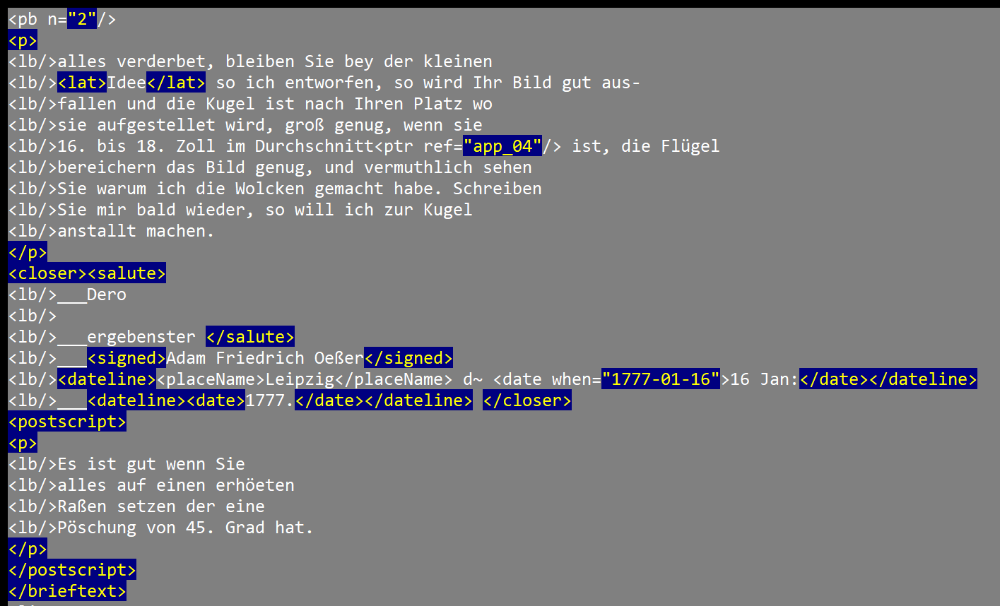 <pb n="2"/>
<p>
<lb/>alles verderbet, bleiben Sie bey der kleinen
<lb/><lat>Idee</lat> so ich entworfen, so wird Ihr Bild gut aus-
<lb/>fallen und die Kugel ist nach Ihren Platz wo
<lb/>sie aufgestellet wird, groß genug, wenn sie
<lb/>16. bis 18. Zoll im Durchschnitt<ptr ref="app_04"/> ist, die Flügel
<lb/>bereichern das Bild genug, und vermuthlich sehen
<lb/>Sie warum ich die Wolcken gemacht habe. Schreiben
<lb/>Sie mir bald wieder, so will ich zur Kugel
<lb/>anstallt machen.
</p>
<closer><salute>
<lb/>___Dero
<lb/>
<lb/>___ergebenster </salute>
<lb/>___<signed>Adam Friedrich Oeßer</signed>
<lb/><dateline><placeName>Leipzig</placeName> d~ <date when="1777-01-16">16 Jan:</date></dateline>
<lb/>___<dateline><date>1777.</date></dateline> </closer>
<postscript>
<p>
<lb/>Es ist gut wenn Sie
<lb/>alles auf einen erhöeten
<lb/>Raßen setzen der eine
<lb/>Pöschung von 45. Grad hat.
</p>
</postscript>
</brieftext>